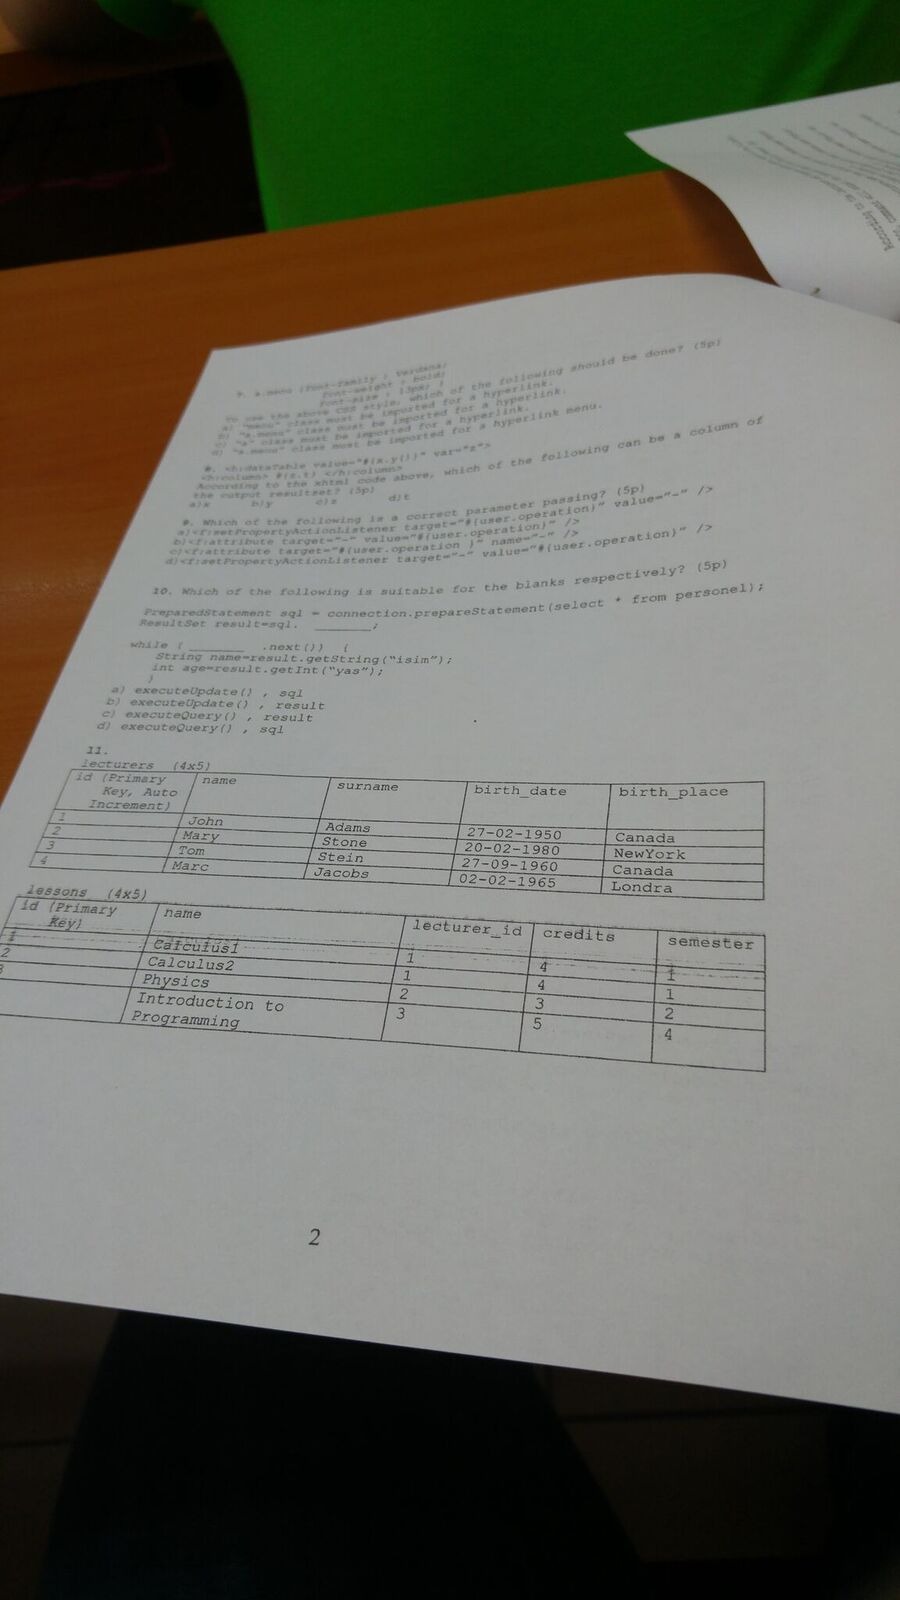 7. a.menu {font-family : Verdana;
font-weight : Bold;
font-size : 13px; }
To use the above CSS style, which of the following should be done? (5p)
a) "menu" class must be imported for a hyperlink.
b) "a.menu" class must be imported for a hyperlink.
c) "a" class must be imported for a hyperlink.
d) "a.menu" class must be imported for a hyperlink menu.
8. <h:dataTable value="#{x.y()}" var="z">
<h:column> #{z.t} </h:column>
According to the xhtml code above, which of the following can be a column of
the output resultset? (5p)
a)x b)y c)z d)t
9. Which of the following is a correct parameter passing? (5p)
a)<f:setPropertyActionListener target="#{user.operation}" value="-" />
b)<f:attribute target="-" value="#{user.operation}" />
c)<f:attribute target="#{user.operation }" name="-" />
d)<f:setPropertyActionListener target="-" value="#{user.operation}" />
10. Which of the following is suitable for the blanks respectively? (5p)
PreparedStatement sql = connection.prepareStatement(select * from personel);
ResultSet result=sql. _______;
while ( _______ .next()) {
String name=result.getString("isim");
int age=result.getInt("yas");
}
a) executeUpdate() , sql
b) executeUpdate() , result
c) executeQuery() , result
d) executeQuery() , sql
11.
lecturers (4x5)
id (Primary Key, Auto Increment) name surname birth_date birth_place
1 John Adams 27-02-1950 Canada
2 Mary Stone 20-02-1980 NewYork
3 Tom Stein 27-09-1960 Canada
4 Marc Jacobs 02-02-1965 Londra
lessons (4x5)
id (Primary Key) name lecturer_id credits semester
1 Calculus1 1 4 1
2 Calculus2 1 4 1
3 Physics 2 3 2
Introduction to Programming 3 5 4
2